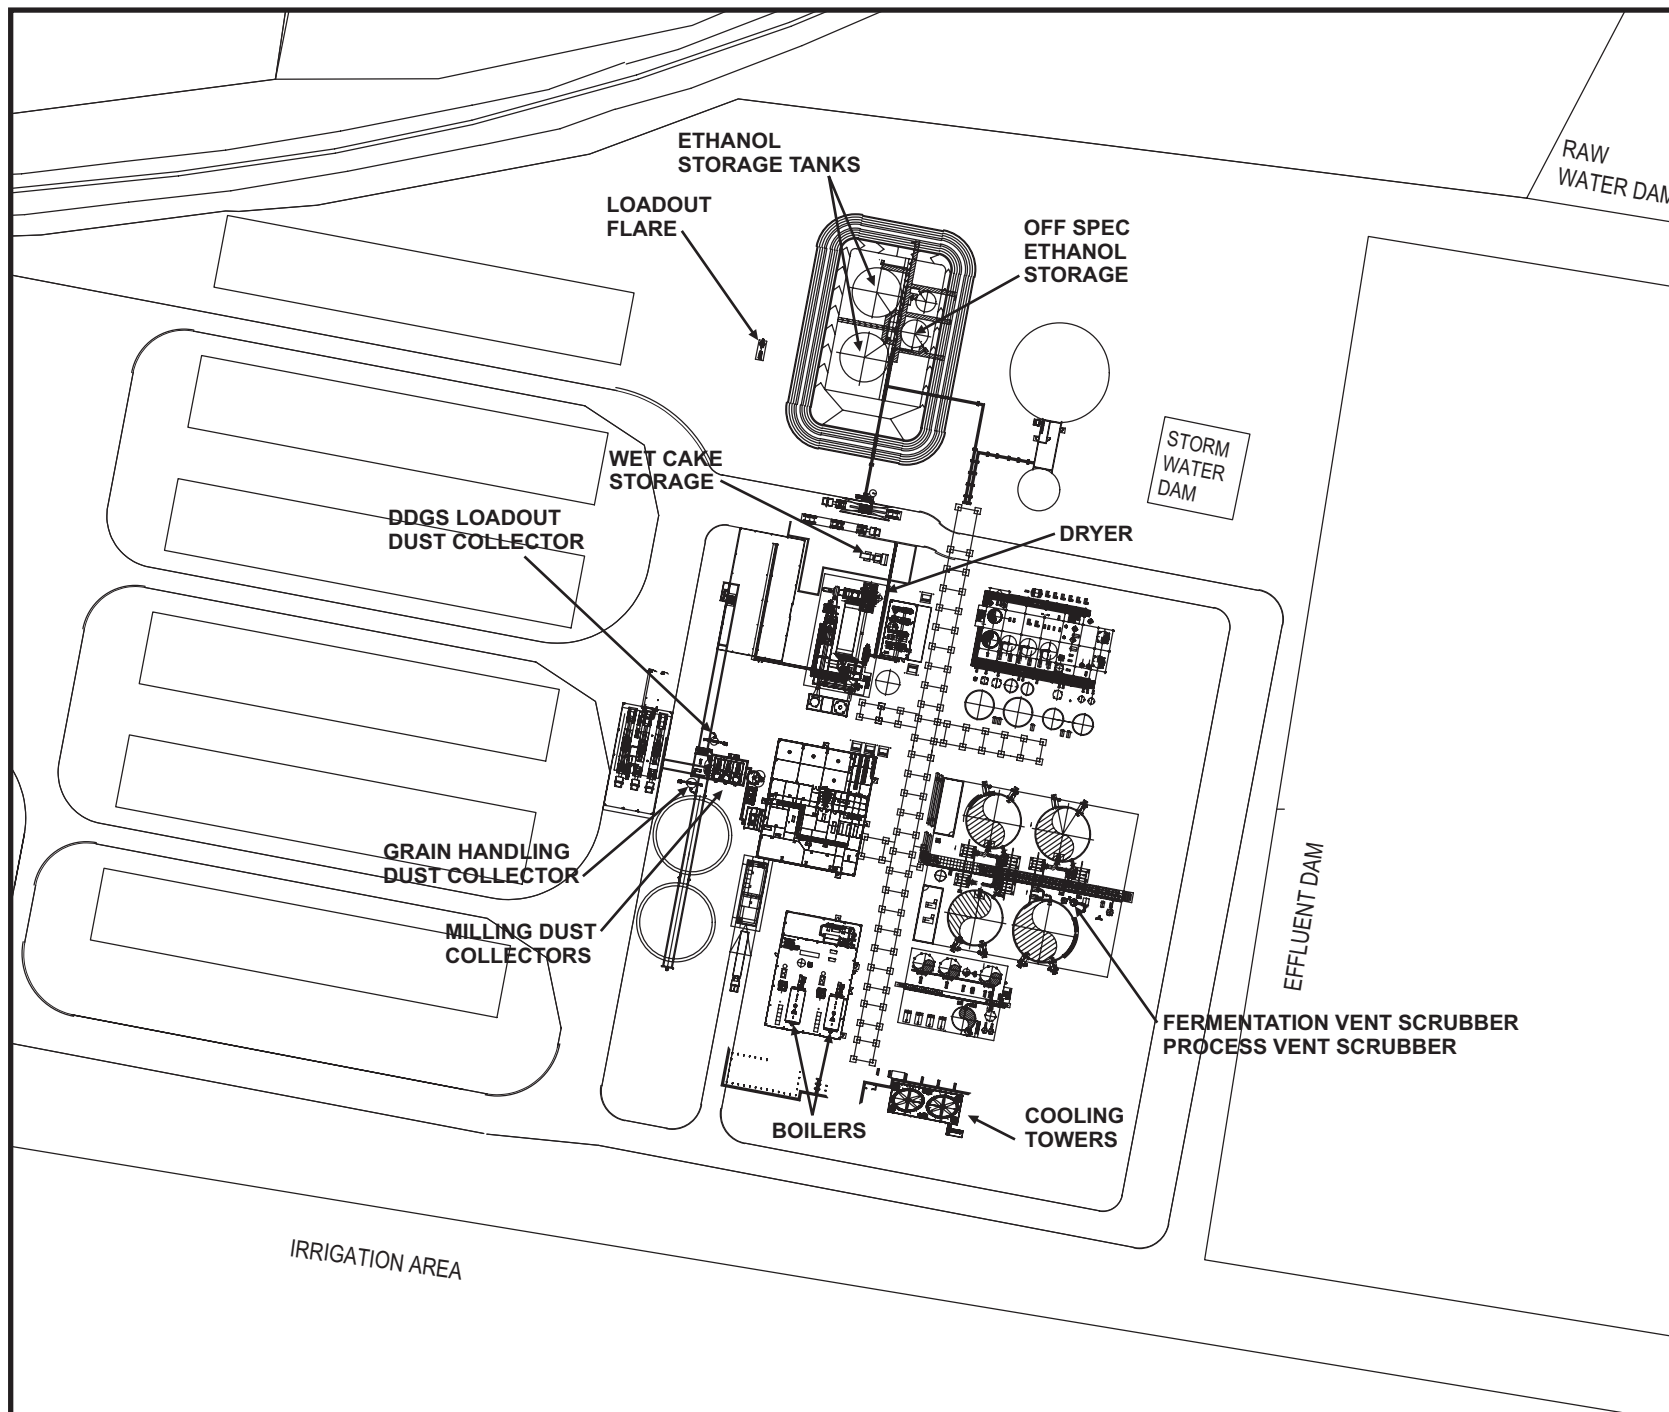 ETHANOL
STORAGE TANKS
RAW
WATER DAM
LOADOUT
FLARE
OFF SPEC
ETHANOL
STORAGE
STORM
WATER
DAM
WET CAKE
STORAGE
DDGS LOADOUT
DUST COLLECTOR
DRYER
GRAIN HANDLING
DUST COLLECTOR
MILLING DUST
COLLECTORS
EFFLUENT DAM
FERMENTATION VENT SCRUBBER
PROCESS VENT SCRUBBER
BOILERS
COOLING
TOWERS
IRRIGATION AREA